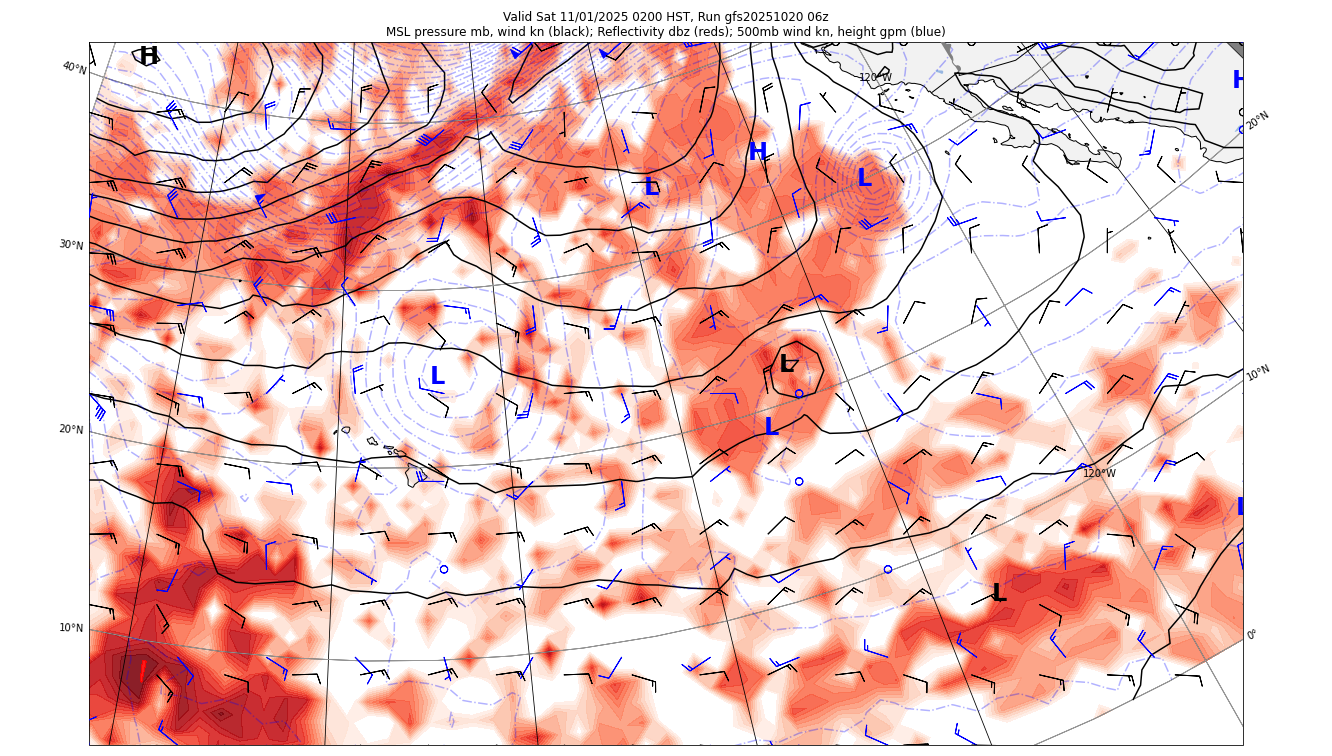 Valid Sat 11/01/2025 0200 HST, Run gfs20251020 06z
MSL pressure mb, wind kn (black); Reflectivity dbz (reds); 500mb wind kn, height gpm (blue)
H
40°N
120°W
H
20°N
H
L
L
30°N
L
L
10°N
20°N
L
120°W
L
L
10°N
0°